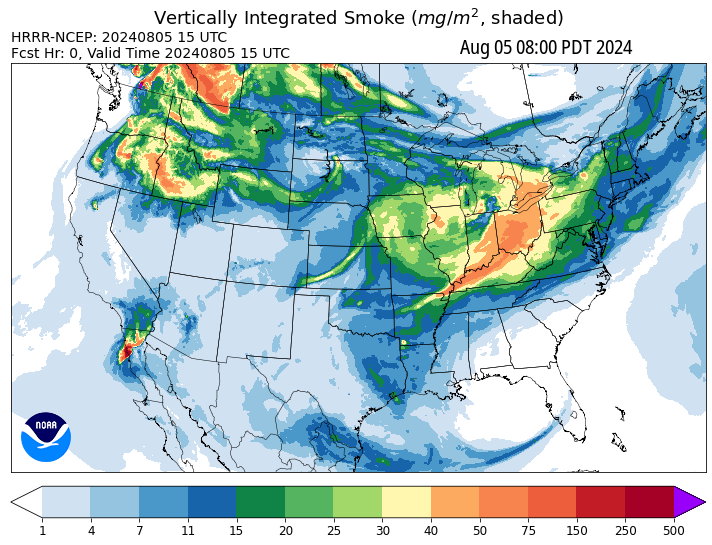 Vertically Integrated Smoke (mg/m², shaded)
HRRR-NCEP: 20240805 15 UTC
Fcst Hr: 0, Valid Time 20240805 15 UTC
Aug 05 08:00 PDT 2024
NOAA
1 4 7 11 15 20 25 30 40 50 75 150 250 500